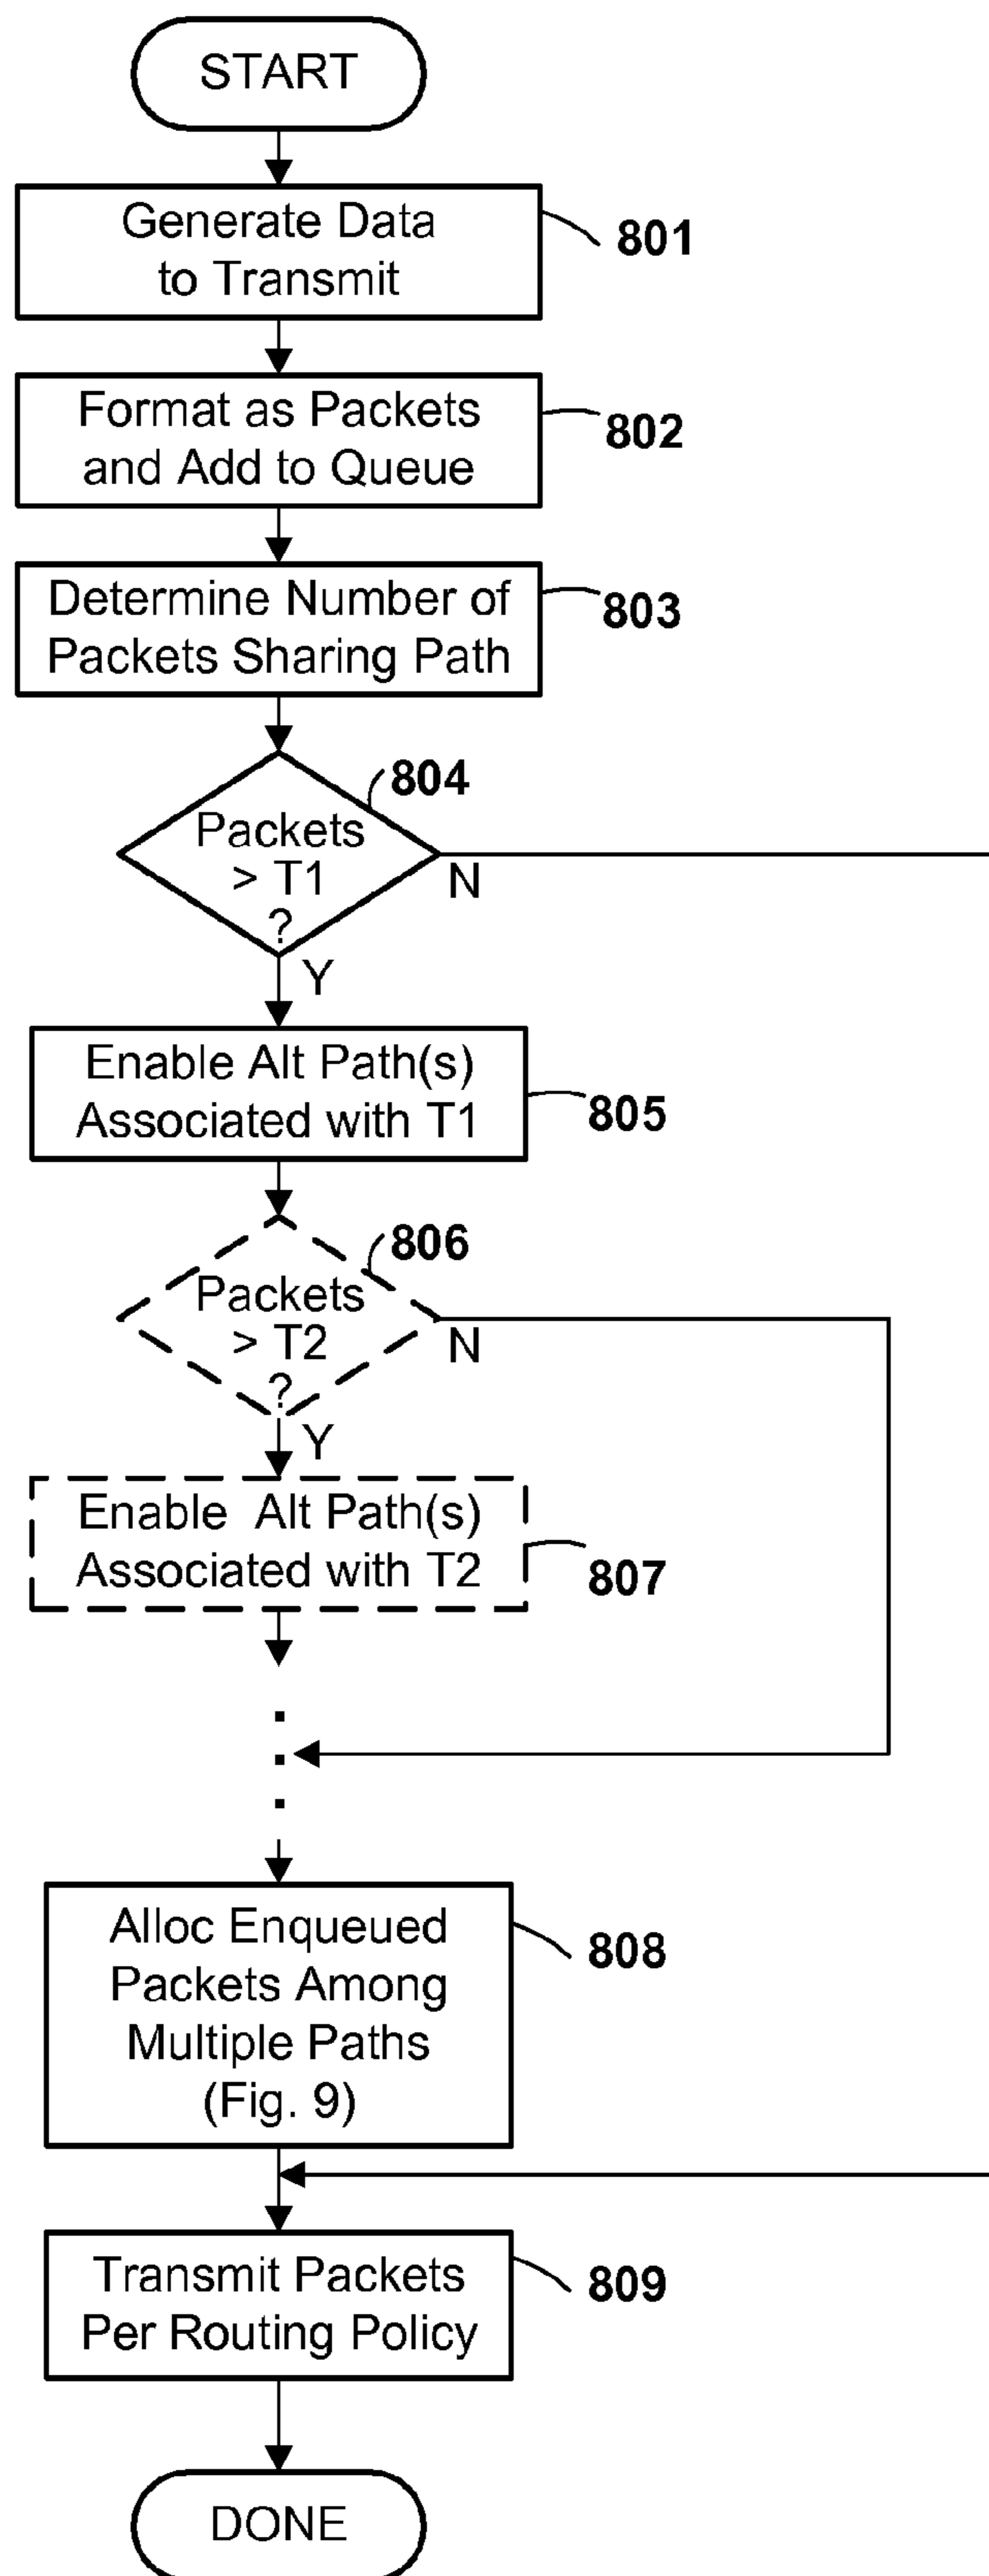 START
Generate Data
to Transmit
801
Format as Packets
and Add to Queue
802
Determine Number of
Packets Sharing Path
803
804
Packets
> T1
?
N
Y
Enable Alt Path(s)
Associated with T1
805
806
Packets
> T2
?
N
Y
Enable Alt Path(s)
Associated with T2
807
.
.
.
Alloc Enqueued
Packets Among
Multiple Paths
(Fig. 9)
808
Transmit Packets
Per Routing Policy
809
DONE